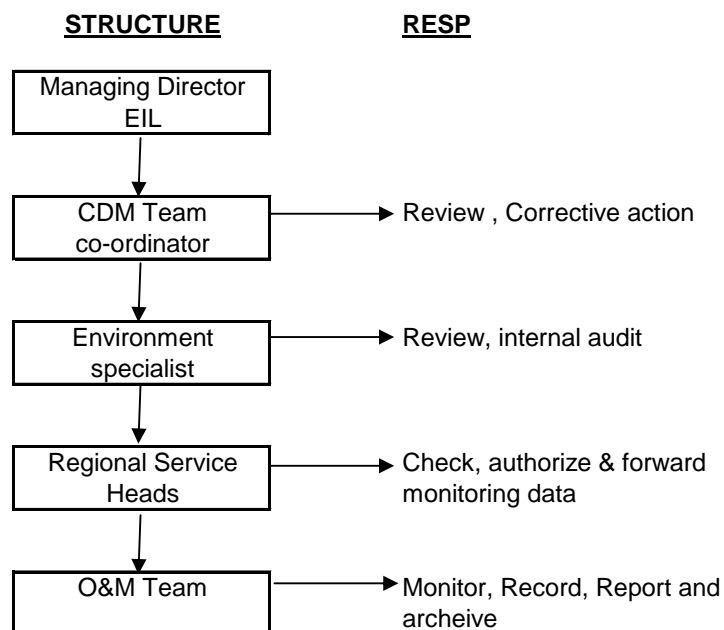 STRUCTURE RESP
Managing Director
EIL
CDM Team
co-ordinator
Review , Corrective action
Environment
specialist
Review, internal audit
Regional Service
Heads
Check, authorize & forward
monitoring data
O&M Team
Monitor, Record, Report and
archeive